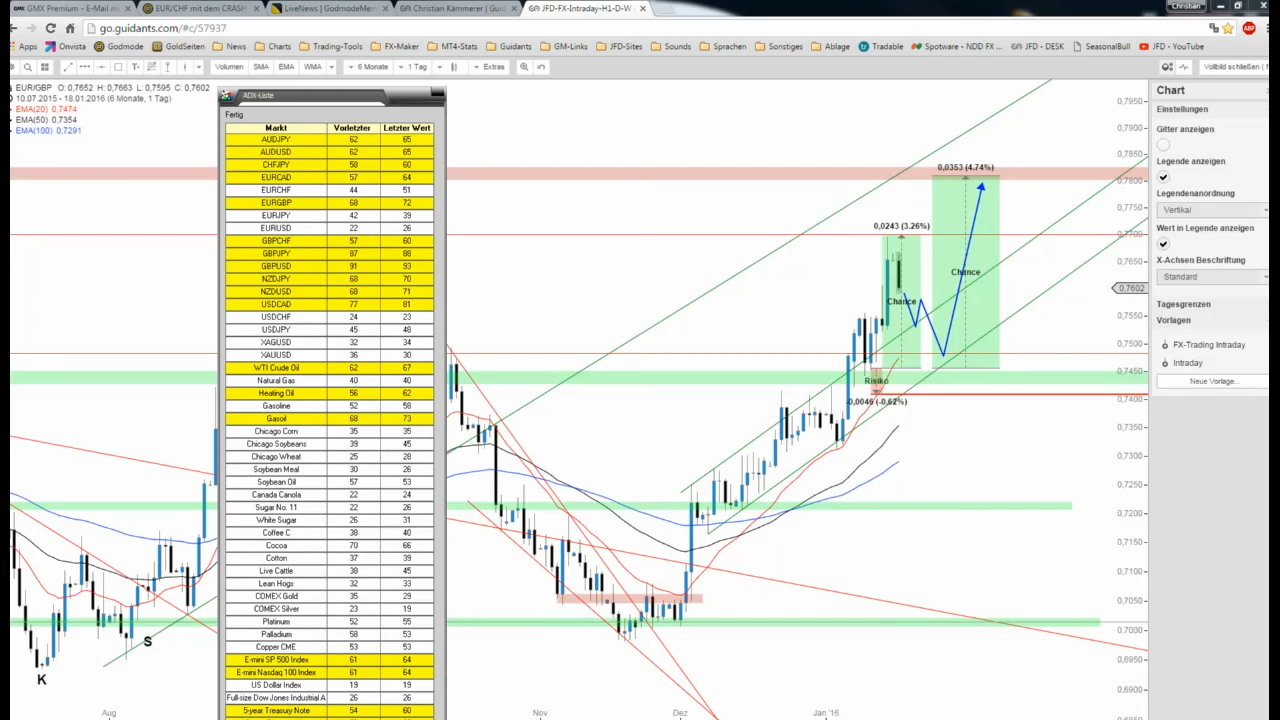 GMX Premium - E-Mail mi
EUR/CHF mit dem CRASH-
LiveNews | GodmodeMem
Christian Kämmerer | Guid
JFD-FX-Intraday-H1-D-W
Christian
go.guidants.com/#c/57937
Apps
Onvista
Godmode
GoldSeiten
News
Charts
Trading-Tools
FX-Maker
MT4-Stats
Guidants
GM-Links
JFD-Sites
Sounds
Sprachen
Sonstiges
Ablage
Tradable
Spotware - NDD FX ...
JFD - DESK
SeasonalBull
JFD - YouTube
Volumen
SMA
EMA
WMA
6 Monate
1 Tag
Extras
Vollbild schließen ( f
EUR/GBP O: 0,7652 H: 0,7663 L: 0,7595 C: 0,7602
10.07.2015 - 18.01.2016 (6 Monate, 1 Tag)
EMA(20) 0,7474
EMA(50) 0,7354
EMA(100) 0,7291
ADX-Liste
Fertig
Markt Vorletzter Letzter Wert
AUDJPY 62 65
AUDUSD 62 65
CHFJPY 58 60
EURCAD 57 64
EURCHF 44 51
EURGBP 68 72
EURJPY 42 39
EURUSD 22 26
GBPCHF 57 60
GBPJPY 87 88
GBPUSD 91 93
NZDJPY 68 70
NZDUSD 68 71
USDCAD 77 81
USDCHF 24 23
USDJPY 45 48
XAGUSD 32 34
XAUUSD 36 30
WTI Crude Oil 62 67
Natural Gas 40 40
Heating Oil 56 62
Gasoline 52 58
Gasoil 68 73
Chicago Corn 35 35
Chicago Soybeans 39 45
Chicago Wheat 25 28
Soybean Meal 30 26
Soybean Oil 57 53
Canada Canola 22 24
Sugar No. 11 22 26
White Sugar 26 31
Coffee C 38 40
Cocoa 70 66
Cotton 37 39
Live Cattle 38 45
Lean Hogs 32 33
COMEX Gold 35 29
COMEX Silver 23 19
Platinum 52 55
Palladium 58 53
Copper CME 53 53
E-mini SP 500 Index 61 64
E-mini Nasdaq 100 Index 61 64
US Dollar Index 19 19
Full-size Dow Jones Industrial A 26 26
5-year Treasury Note 54 60
0,0353 (4.74%)
0,0243 (3.26%)
Chance
Chance
Risiko
0,0046 (-0,62%)
K
S
Aug
Nov
Dez
Jan '16
0,7950
0,7900
0,7850
0,7800
0,7750
0,7700
0,7650
0,7602
0,7550
0,7500
0,7450
0,7400
0,7350
0,7300
0,7250
0,7200
0,7150
0,7100
0,7050
0,7000
0,6950
0,6900
Chart
Einstellungen
Gitter anzeigen
Legende anzeigen
Legendenanordnung
Vertikal
Wert in Legende anzeigen
X-Achsen Beschriftung
Standard
Tagesgrenzen
Vorlagen
FX-Trading Intraday
Intraday
Neue Vorlage...